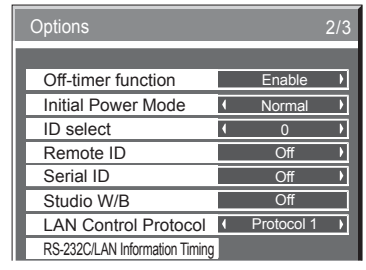 Options 2/3
Off-timer function Enable
Initial Power Mode Normal
ID select 0
Remote ID Off
Serial ID Off
Studio W/B Off
LAN Control Protocol Protocol 1
RS-232C/LAN Information Timing